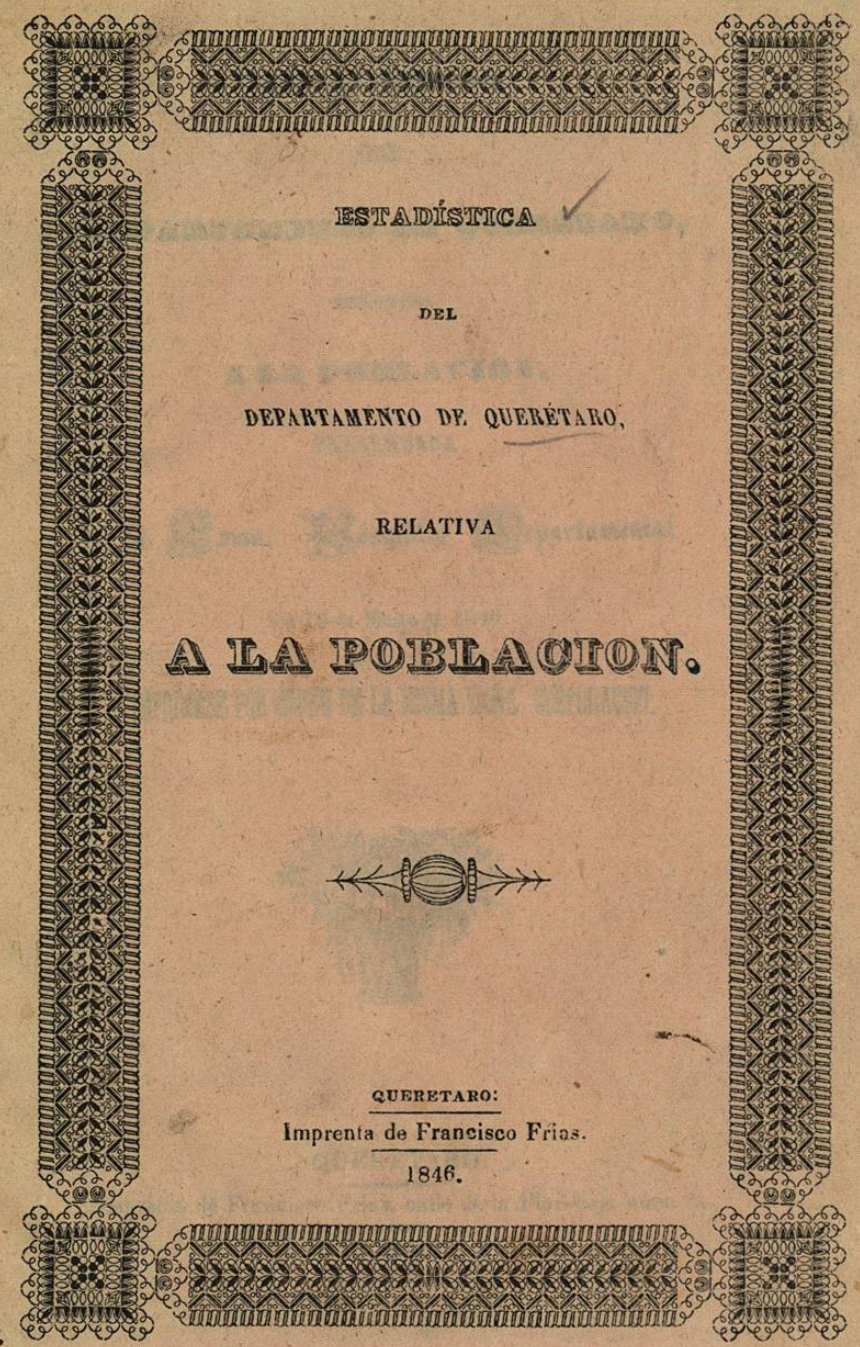 ESTADÍSTICA
DEL
DEPARTAMENTO DE QUERÉTARO,
RELATIVA
A LA POBLACION.
QUERETARO:
Imprenta de Francisco Frias.
1846.